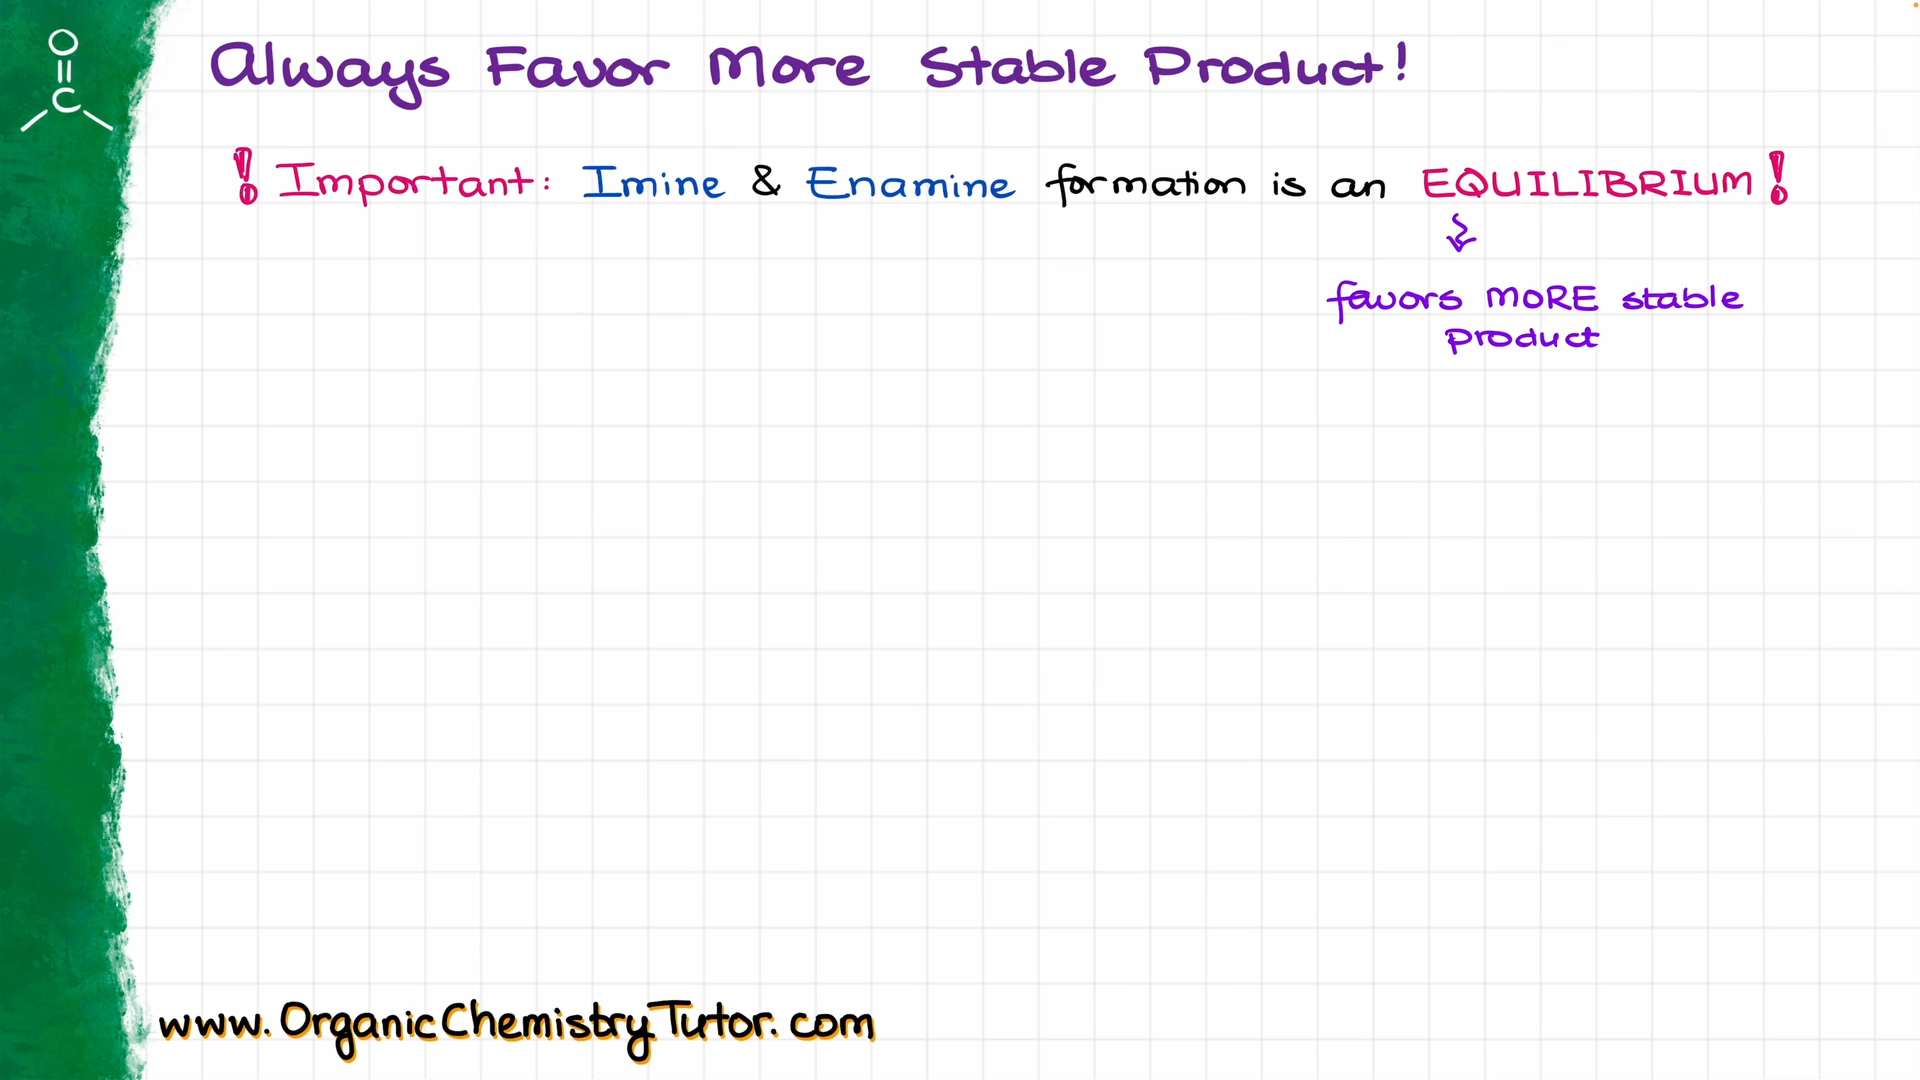 O
C
Always Favor More Stable Product!
! Important: Imine & Enamine formation is an EQUILIBRIUM!
favors MORE stable
product
www.OrganicChemistryTutor.com